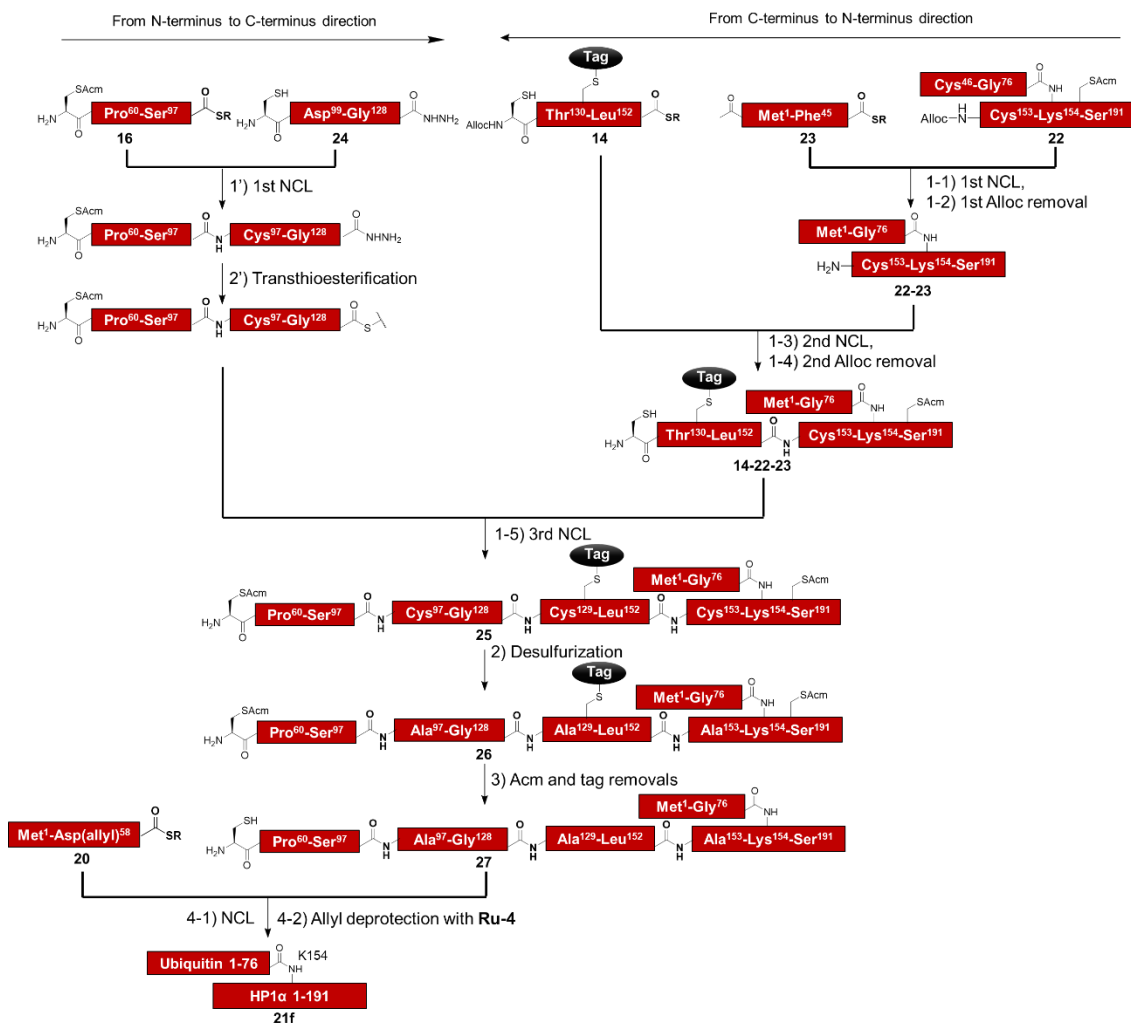 From N-terminus to C-terminus direction
From C-terminus to N-terminus direction
Tag
SAcm
Pro⁶⁰-Ser⁹⁷
O
SR
H₂N
O
16
SH
Asp⁹⁹-Gly¹²⁸
O
NHNH₂
H₂N
O
24
SH
S
Thr¹³⁰-Leu¹⁵²
O
SR
AllocHN
O
14
O
Met¹-Phe⁴⁵
O
SR
23
Cys⁴⁶-Gly⁷⁶
O
NH
SAcm
H
Alloc-N
Cys¹⁵³-Lys¹⁵⁴-Ser¹⁹¹
22
1') 1st NCL
1-1) 1st NCL,
1-2) 1st Alloc removal
SAcm
Pro⁶⁰-Ser⁹⁷
O
N
H
Cys⁹⁷-Gly¹²⁸
O
NHNH₂
H₂N
O
Met¹-Gly⁷⁶
O
NH
H₂N
Cys¹⁵³-Lys¹⁵⁴-Ser¹⁹¹
22-23
2') Transthioesterification
SAcm
Pro⁶⁰-Ser⁹⁷
O
N
H
Cys⁹⁷-Gly¹²⁸
O
S
H₂N
O
1-3) 2nd NCL,
1-4) 2nd Alloc removal
Tag
S
Met¹-Gly⁷⁶
O
NH
SAcm
SH
Thr¹³⁰-Leu¹⁵²
O
N
H
Cys¹⁵³-Lys¹⁵⁴-Ser¹⁹¹
H₂N
O
14-22-23
1-5) 3rd NCL
Tag
S
Met¹-Gly⁷⁶
O
NH
SAcm
SAcm
Pro⁶⁰-Ser⁹⁷
O
N
H
Cys⁹⁷-Gly¹²⁸
O
N
H
Cys¹²⁹-Leu¹⁵²
O
N
H
Cys¹⁵³-Lys¹⁵⁴-Ser¹⁹¹
H₂N
O
25
2) Desulfurization
Tag
S
Met¹-Gly⁷⁶
O
NH
SAcm
SAcm
Pro⁶⁰-Ser⁹⁷
O
N
H
Ala⁹⁷-Gly¹²⁸
O
N
H
Ala¹²⁹-Leu¹⁵²
O
N
H
Ala¹⁵³-Lys¹⁵⁴-Ser¹⁹¹
H₂N
O
26
3) Acm and tag removals
Met¹-Asp(allyl)⁵⁸
O
SR
20
Met¹-Gly⁷⁶
O
NH
SH
Pro⁶⁰-Ser⁹⁷
O
N
H
Ala⁹⁷-Gly¹²⁸
O
N
H
Ala¹²⁹-Leu¹⁵²
O
N
H
Ala¹⁵³-Lys¹⁵⁴-Ser¹⁹¹
H₂N
O
27
4-1) NCL
4-2) Allyl deprotection with Ru-4
Ubiquitin 1-76
O
NH
K154
HP1α 1-191
21f